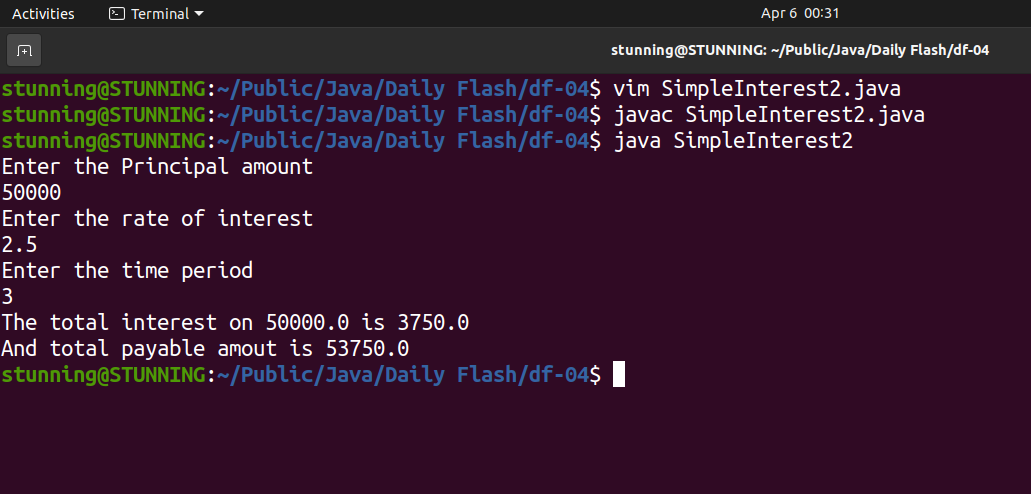 Activities Terminal Apr 6 00:31
stunning@STUNNING: ~/Public/Java/Daily Flash/df-04
stunning@STUNNING:~/Public/Java/Daily Flash/df-04$ vim SimpleInterest2.java
stunning@STUNNING:~/Public/Java/Daily Flash/df-04$ javac SimpleInterest2.java
stunning@STUNNING:~/Public/Java/Daily Flash/df-04$ java SimpleInterest2
Enter the Principal amount
50000
Enter the rate of interest
2.5
Enter the time period
3
The total interest on 50000.0 is 3750.0
And total payable amout is 53750.0
stunning@STUNNING:~/Public/Java/Daily Flash/df-04$